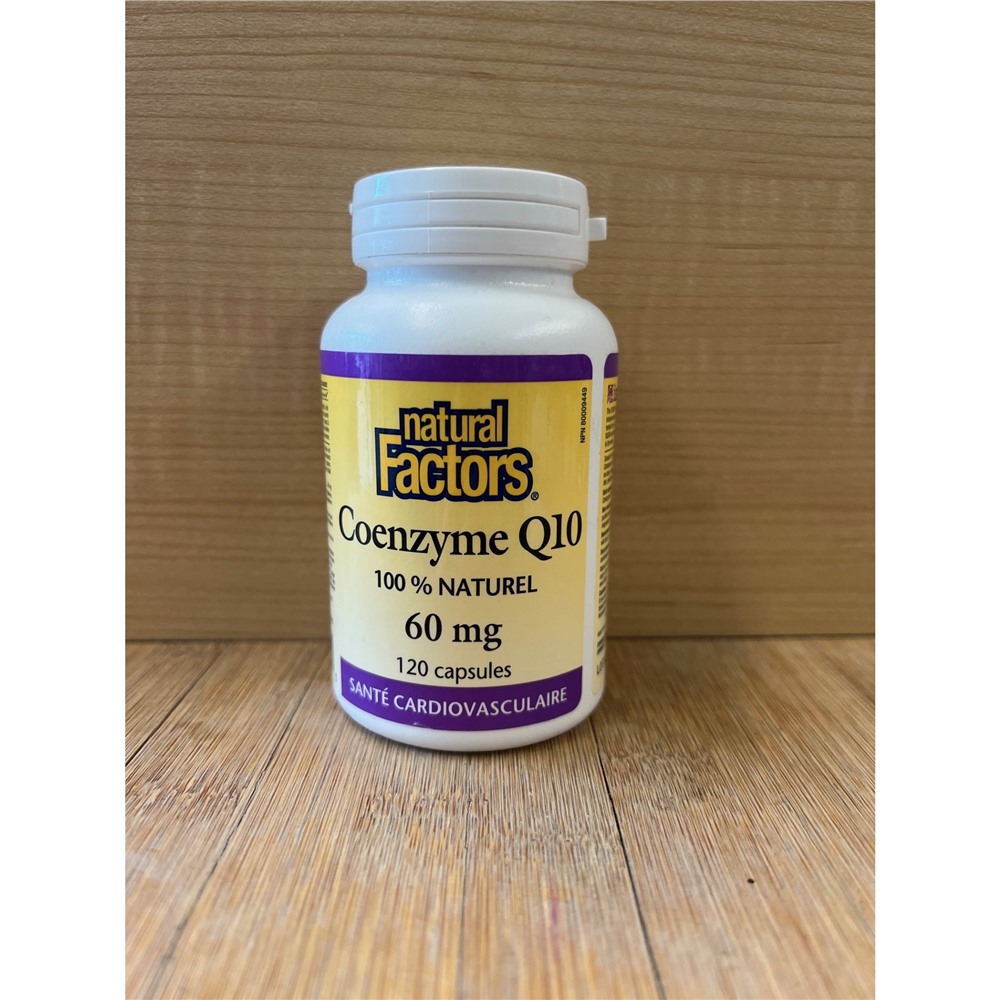 natural
Factors®
Coenzyme Q10
100 % NATUREL
60 mg
120 capsules
SANTÉ CARDIOVASCULAIRE
NPN 80009449